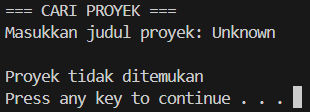 === CARI PROYEK ===
Masukkan judul proyek: Unknown

Proyek tidak ditemukan
Press any key to continue . . .